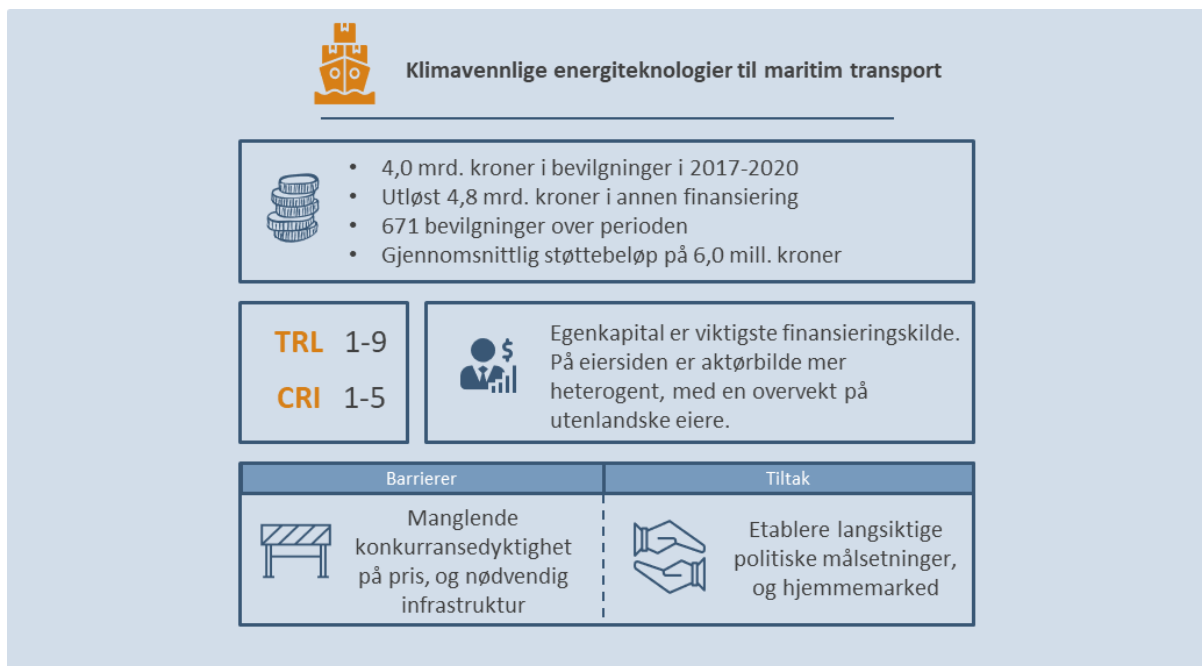 Klimavennlige energiteknologier til maritim transport
• 4,0 mrd. kroner i bevilgninger i 2017-2020
• Utløst 4,8 mrd. kroner i annen finansiering
• 671 bevilgninger over perioden
• Gjennomsnittlig støttebeløp på 6,0 mill. kroner
TRL 1-9
CRI 1-5
$
Egenkapital er viktigste finansieringskilde.
På eiersiden er aktørbilde mer
heterogent, med en overvekt på
utenlandske eiere.
Barrierer
Manglende
konkurransedyktighet
på pris, og nødvendig
infrastruktur
Tiltak
Etablere langsiktige
politiske målsetninger,
og hjemmemarked